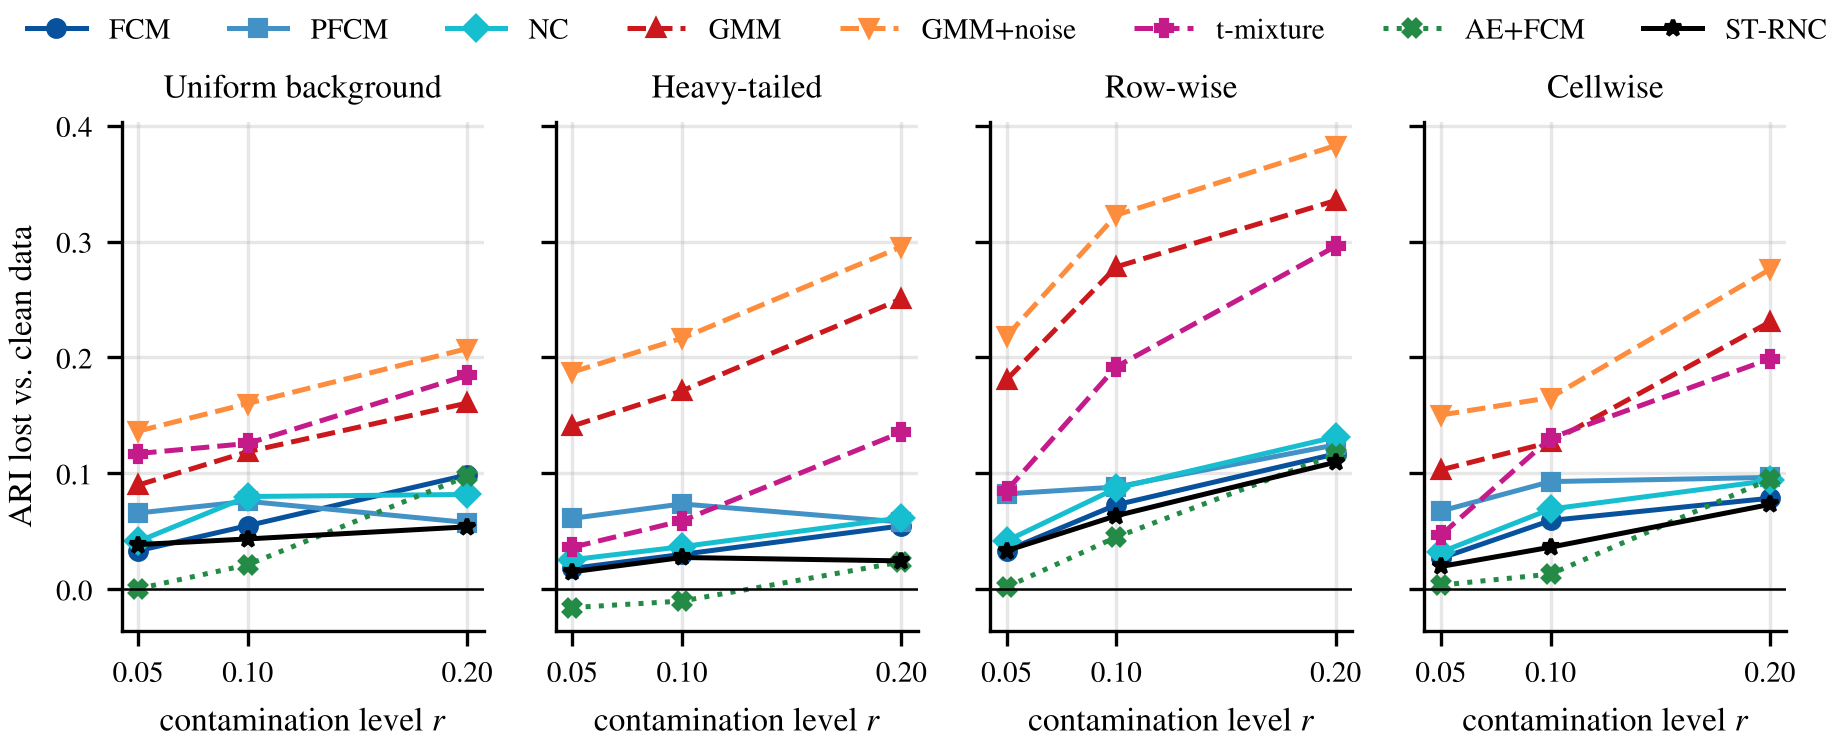 FCM PFCM NC GMM GMM+noise t-mixture AE+FCM ST-RNC
Uniform background Heavy-tailed Row-wise Cellwise
ARI lost vs. clean data
0.4
0.3
0.2
0.1
0.0
0.05 0.10 0.20 0.05 0.10 0.20 0.05 0.10 0.20 0.05 0.10 0.20
contamination level r contamination level r contamination level r contamination level r